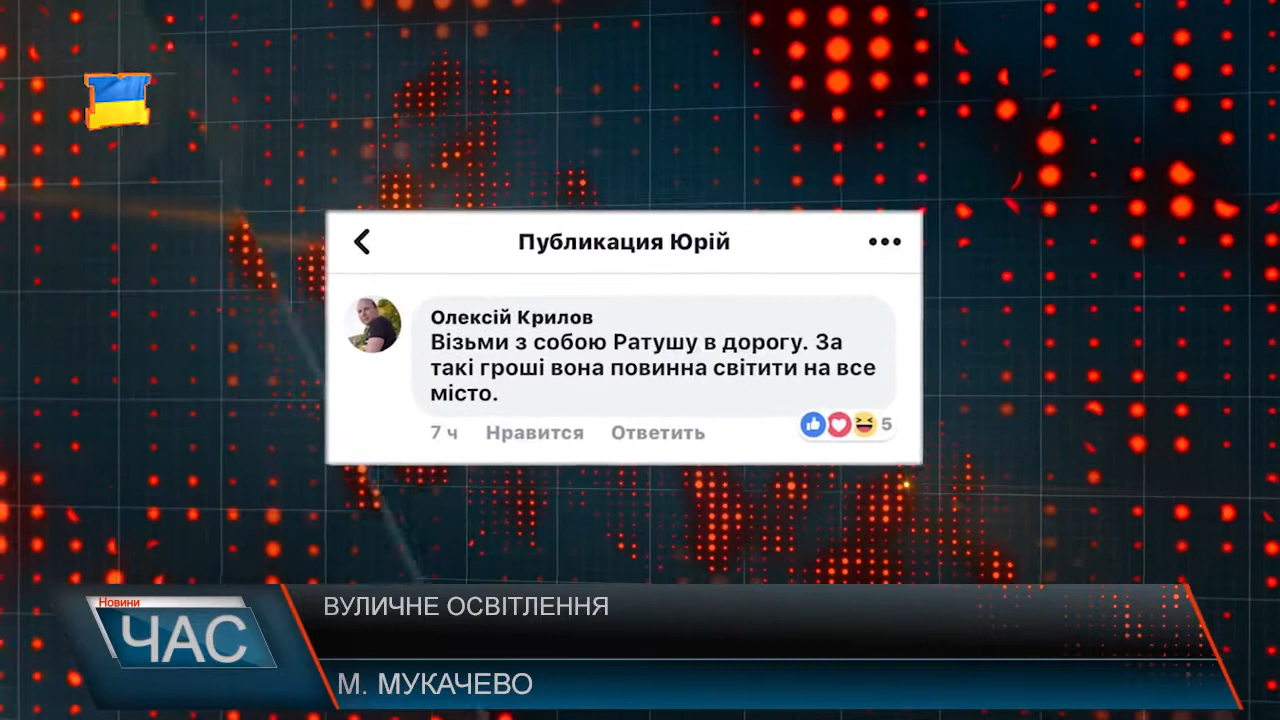 Публикация Юрій
Олексій Крилов
Візьми з собою Ратушу в дорогу. За
такі гроші вона повинна світити на все
місто.
7 ч Нравится Ответить 5
Новини
ЧАС
ВУЛИЧНЕ ОСВІТЛЕННЯ
М. МУКАЧЕВО